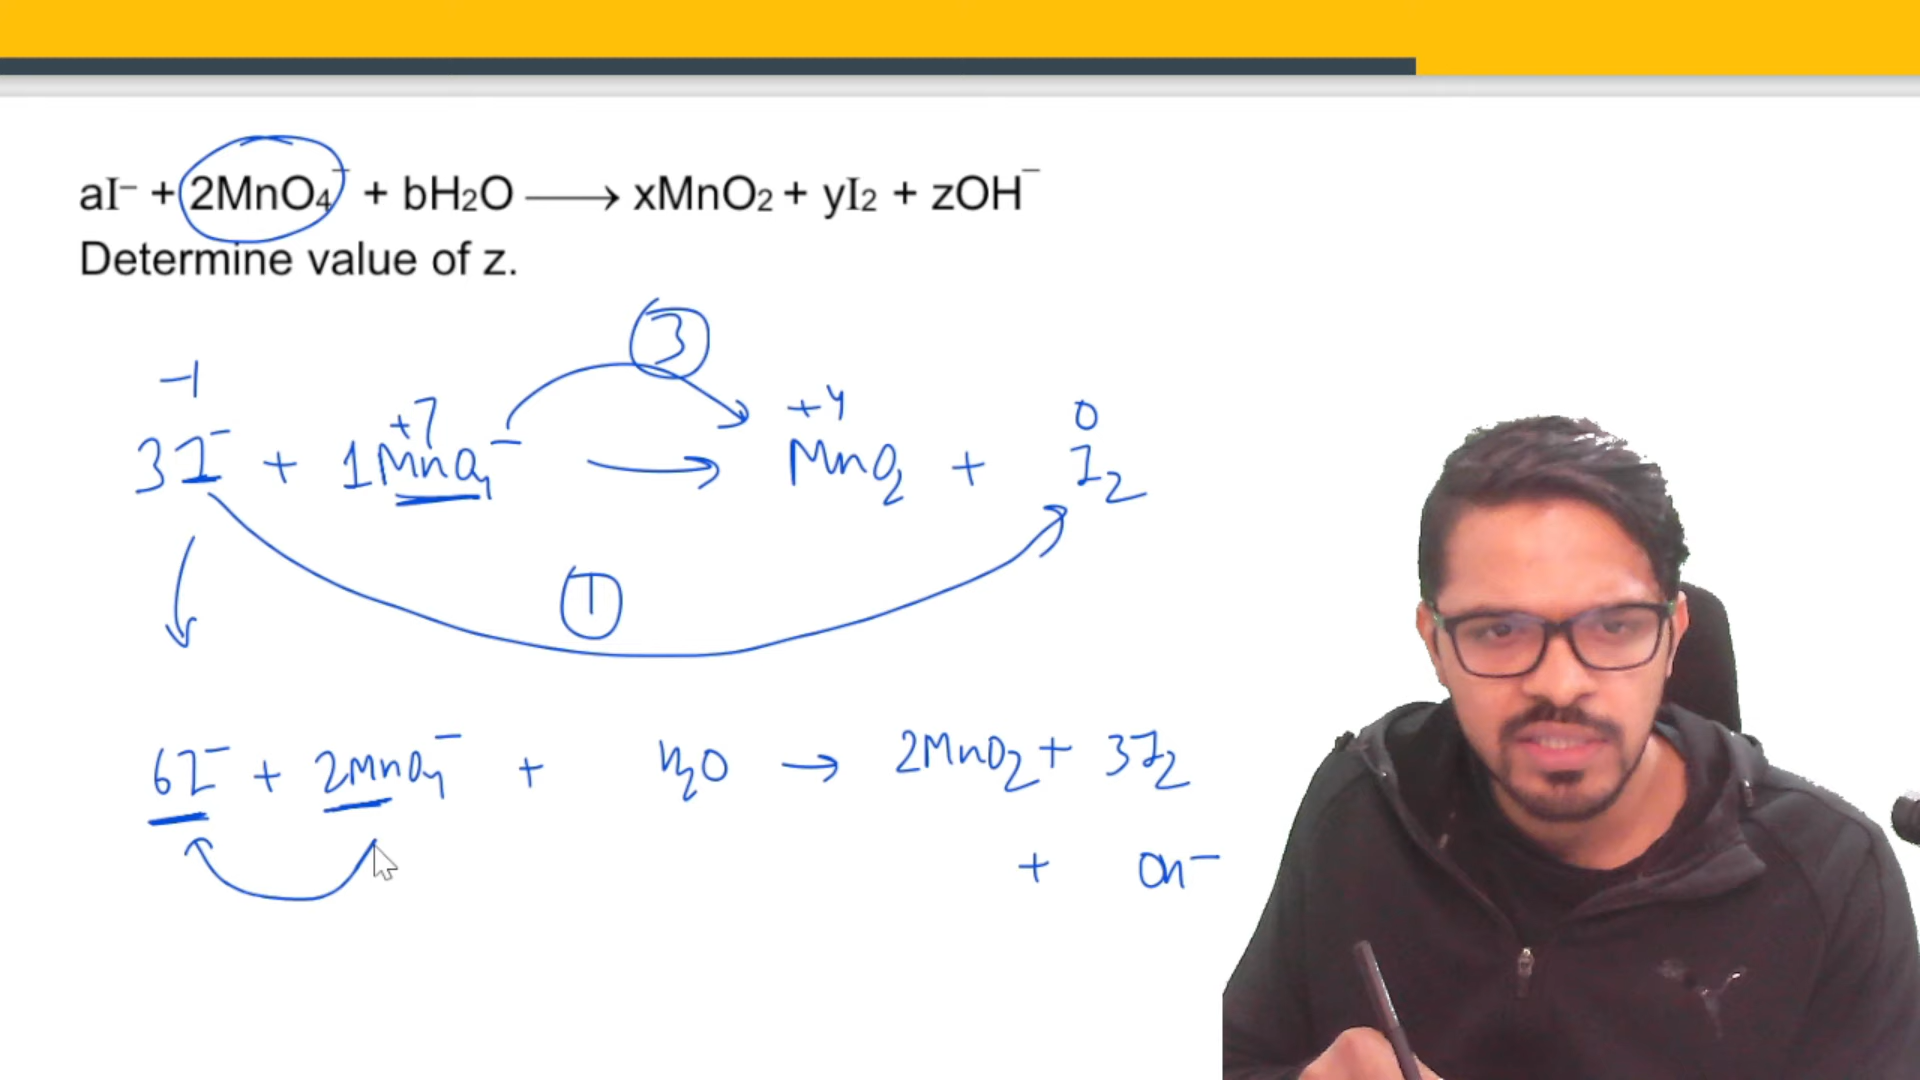 aI⁻ + 2MnO₄⁻ + bH₂O ⟶ xMnO₂ + yI₂ + zOH⁻
Determine value of z.
3
-1 +7 +4 0
3I⁻ + 1MnO₄⁻ → MnO₂ + I₂
1
6I⁻ + 2MnO₄⁻ + H₂O → 2MnO₂ + 3I₂
+ OH⁻